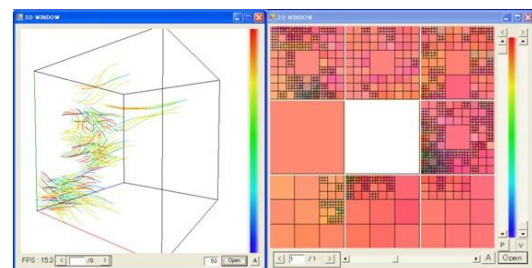 3D WINDOW
FPS : 15.3 < /0 > 50 Open A
2D WINDOW
< >
P V
< 1 / 1 > A Open